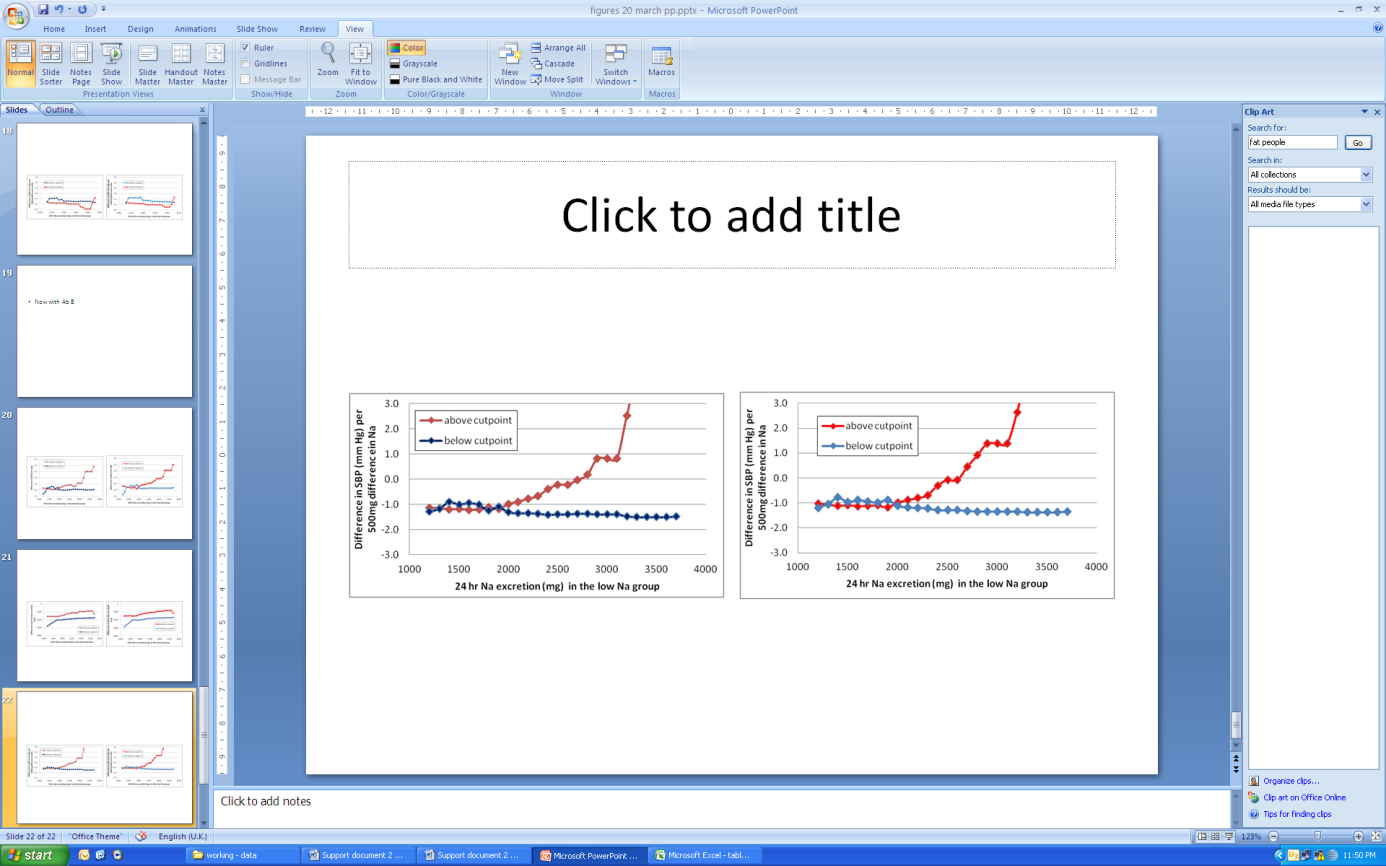 figures 20 march pp.pptx - Microsoft PowerPoint
Home Insert Design Animations Slide Show Review View
Normal Slide Sorter Notes Page Slide Show Slide Master Handout Master Notes Master
Presentation Views
Ruler
Gridlines
Message Bar
Show/Hide
Zoom Fit to Window
Zoom
Color
Grayscale
Pure Black and White
Color/Grayscale
New Window
Arrange All
Cascade
Move Split
Switch Windows
Window
Macros
Macros
Slides Outline
18
19
• Now with Ab B
20
21
22
Click to add title
3.0
2.0
1.0
0.0
-1.0
-2.0
-3.0
Difference in SBP (mm Hg) per
500mg differencein Na
above cutpoint
below cutpoint
1000 1500 2000 2500 3000 3500 4000
24 hr Na excretion (mg) in the low Na group
3.0
2.0
1.0
0.0
-1.0
-2.0
-3.0
Difference in SBP (mm Hg) per
500mg difference in Na
above cutpoint
below cutpoint
1000 1500 2000 2500 3000 3500 4000
24 hr Na excretion (mg) in the low Na group
Click to add notes
Clip Art
Search for:
fat people
Go
Search in:
All collections
Results should be:
All media file types
Organize clips...
Clip art on Office Online
Tips for finding clips
Slide 22 of 22 "Office Theme" English (U.K.) 123%
start working - data Support document 2 ... Support document 2 ... Microsoft PowerPoint ... Microsoft Excel - tabl... 11:50 PM